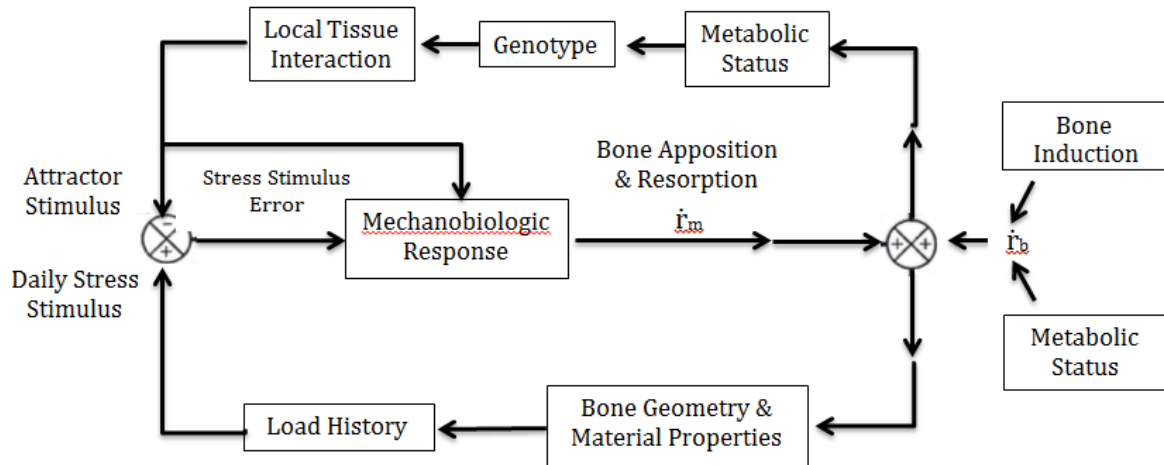 Local Tissue
Interaction
Genotype
Metabolic
Status
Bone
Induction
Attractor
Stimulus
Stress Stimulus
Error
Mechanobiologic
Response
Bone Apposition
& Resorption
ṙm
ṙb
−
+
+ +
Daily Stress
Stimulus
Metabolic
Status
Load History
Bone Geometry &
Material Properties